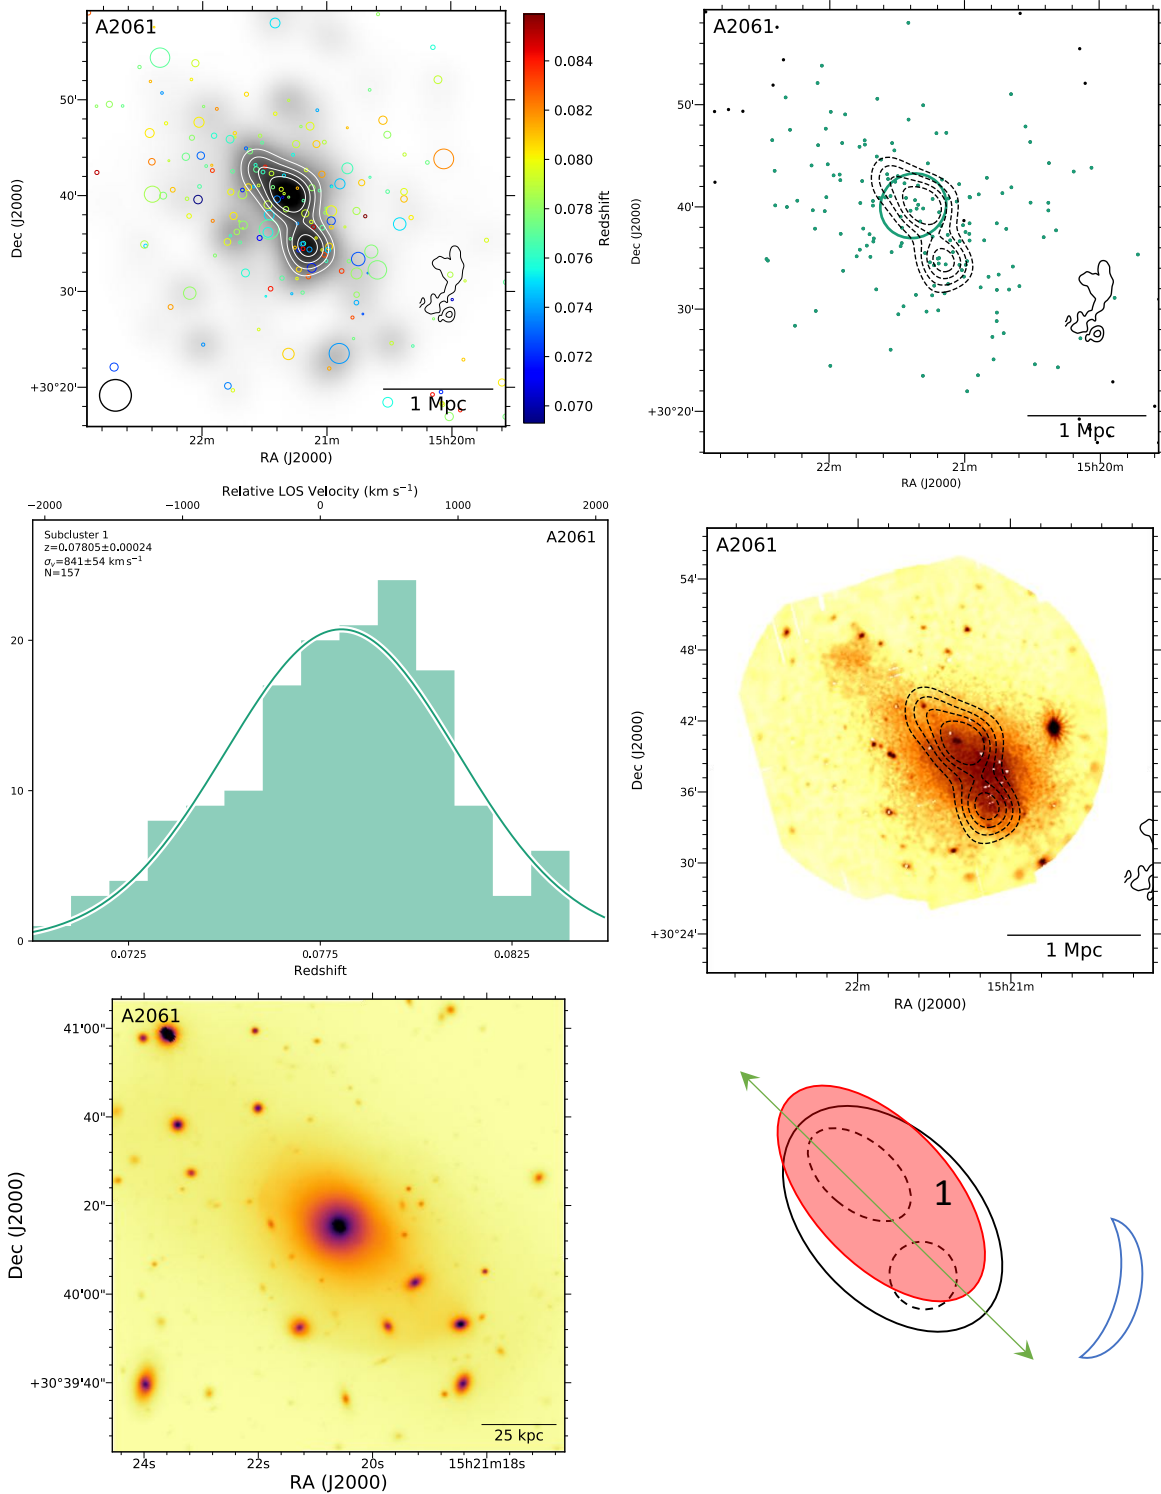 A2061
50'
40'
30'
+30°20'
22m
21m
15h20m
RA (J2000)
Dec (J2000)
1 Mpc
0.084
0.082
0.080
0.078
0.076
0.074
0.072
0.070
Redshift
A2061
50'
40'
30'
+30°20'
22m
21m
15h20m
RA (J2000)
Dec (J2000)
1 Mpc
Relative LOS Velocity (km s⁻¹)
−2000
−1000
0
1000
2000
Subcluster 1
z=0.07805±0.00024
σᵥ=841±54 km s⁻¹
N=157
A2061
20
10
0
0.0725
0.0775
0.0825
Redshift
A2061
54'
48'
42'
36'
30'
+30°24'
22m
15h21m
RA (J2000)
Dec (J2000)
1 Mpc
A2061
41'00"
40"
20"
40'00"
+30°39'40"
24s
22s
20s
15h21m18s
RA (J2000)
Dec (J2000)
25 kpc
1